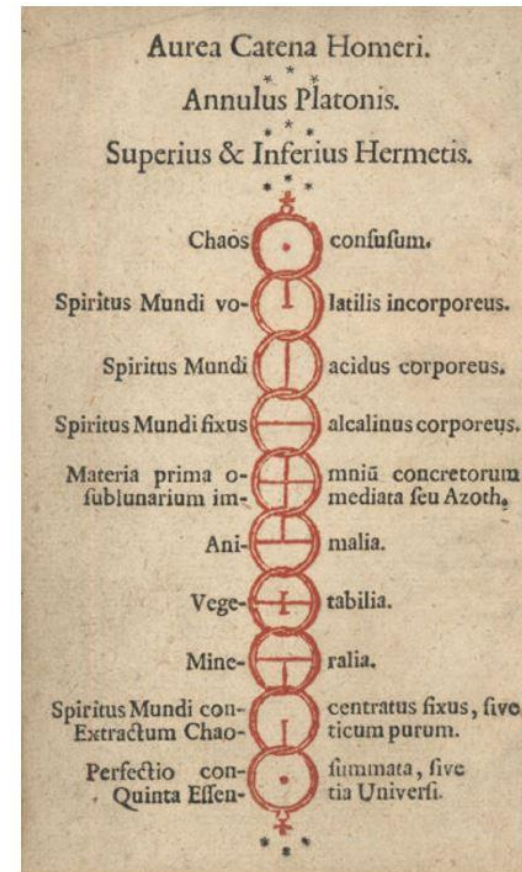 Aurea Catena Homeri.
Annulus Platonis.
Superius & Inferius Hermetis.
Chaos confusum.
Spiritus Mundi vo- latilis incorporeus.
Spiritus Mundi acidus corporeus.
Spiritus Mundi fixus alcalinus corporeus.
Materia prima o- mniū concretorum
sublunarium im- mediata seu Azoth.
Ani- malia.
Vege- tabilia.
Mine- ralia.
Spiritus Mundi con- centratus fixus, sive
Extractum Chao- ticum purum.
Perfectio con- summata, sive
Quinta Essen- tia Universi.